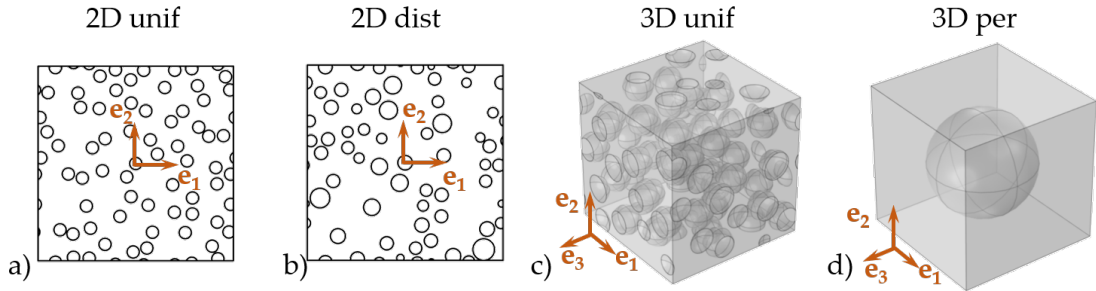 2D unif
2D dist
3D unif
3D per
e₂
e₁
a)
e₂
e₁
b)
e₂
e₃
e₁
c)
e₂
e₃
e₁
d)